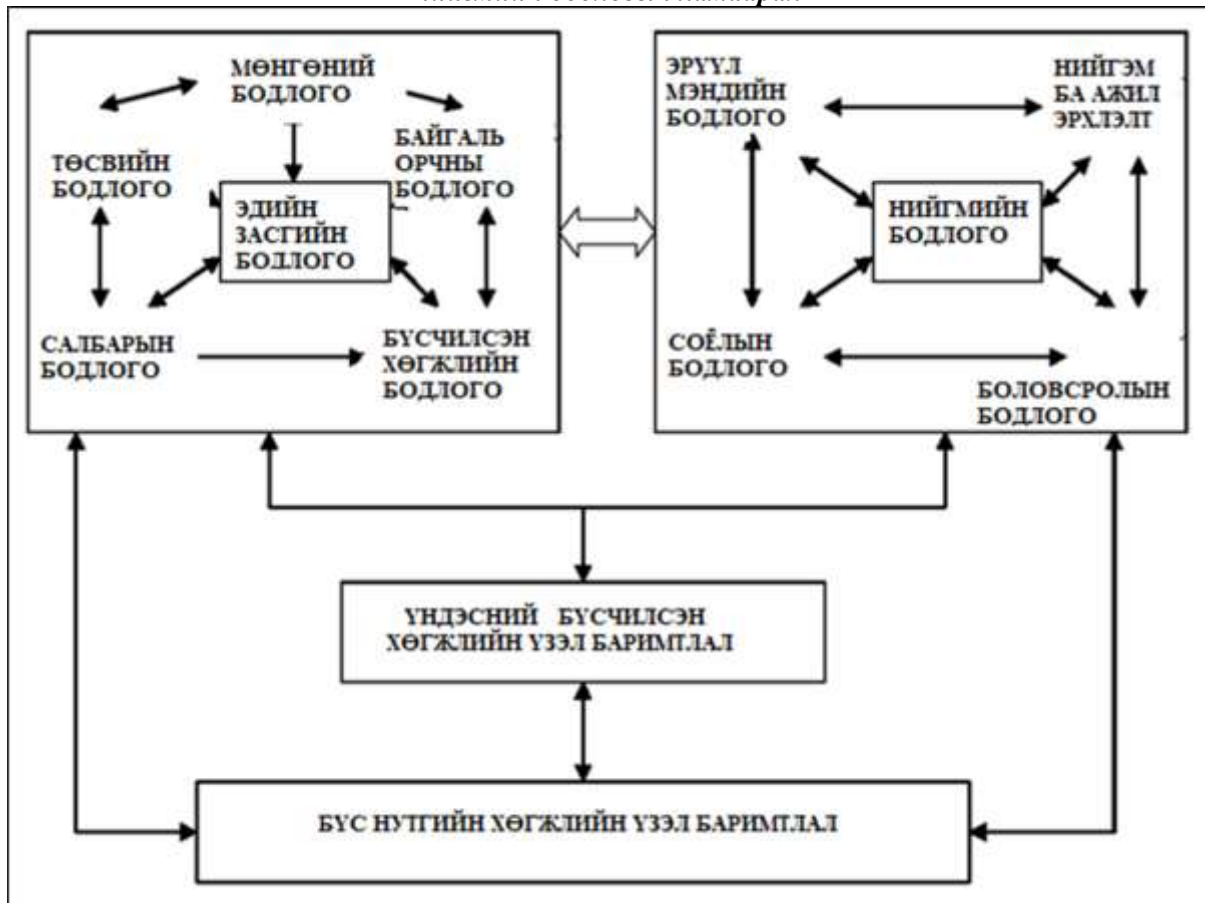 МӨНГӨНИЙ
БОДЛОГО
ТӨСВИЙН
БОДЛОГО
БАЙГАЛЬ
ОРЧНЫ
БОДЛОГО
ЭДИЙН
ЗАСГИЙН
БОДЛОГО
САЛБАРЫН
БОДЛОГО
БҮСЧИЛСЭН
ХӨГЖЛИЙН
БОДЛОГО
ЭРҮҮЛ
МЭНДИЙН
БОДЛОГО
НИЙГЭМ
БА АЖИЛ
ЭРХЛЭЛТ
НИЙГМИЙН
БОДЛОГО
СОЁЛЫН
БОДЛОГО
БОЛОВСРОЛЫН
БОДЛОГО
ҮНДЭСНИЙ БҮСЧИЛСЭН
ХӨГЖЛИЙН ҮЗЭЛ БАРИМТЛАЛ
БҮС НУТГИЙН ХӨГЖЛИЙН ҮЗЭЛ БАРИМТЛАЛ